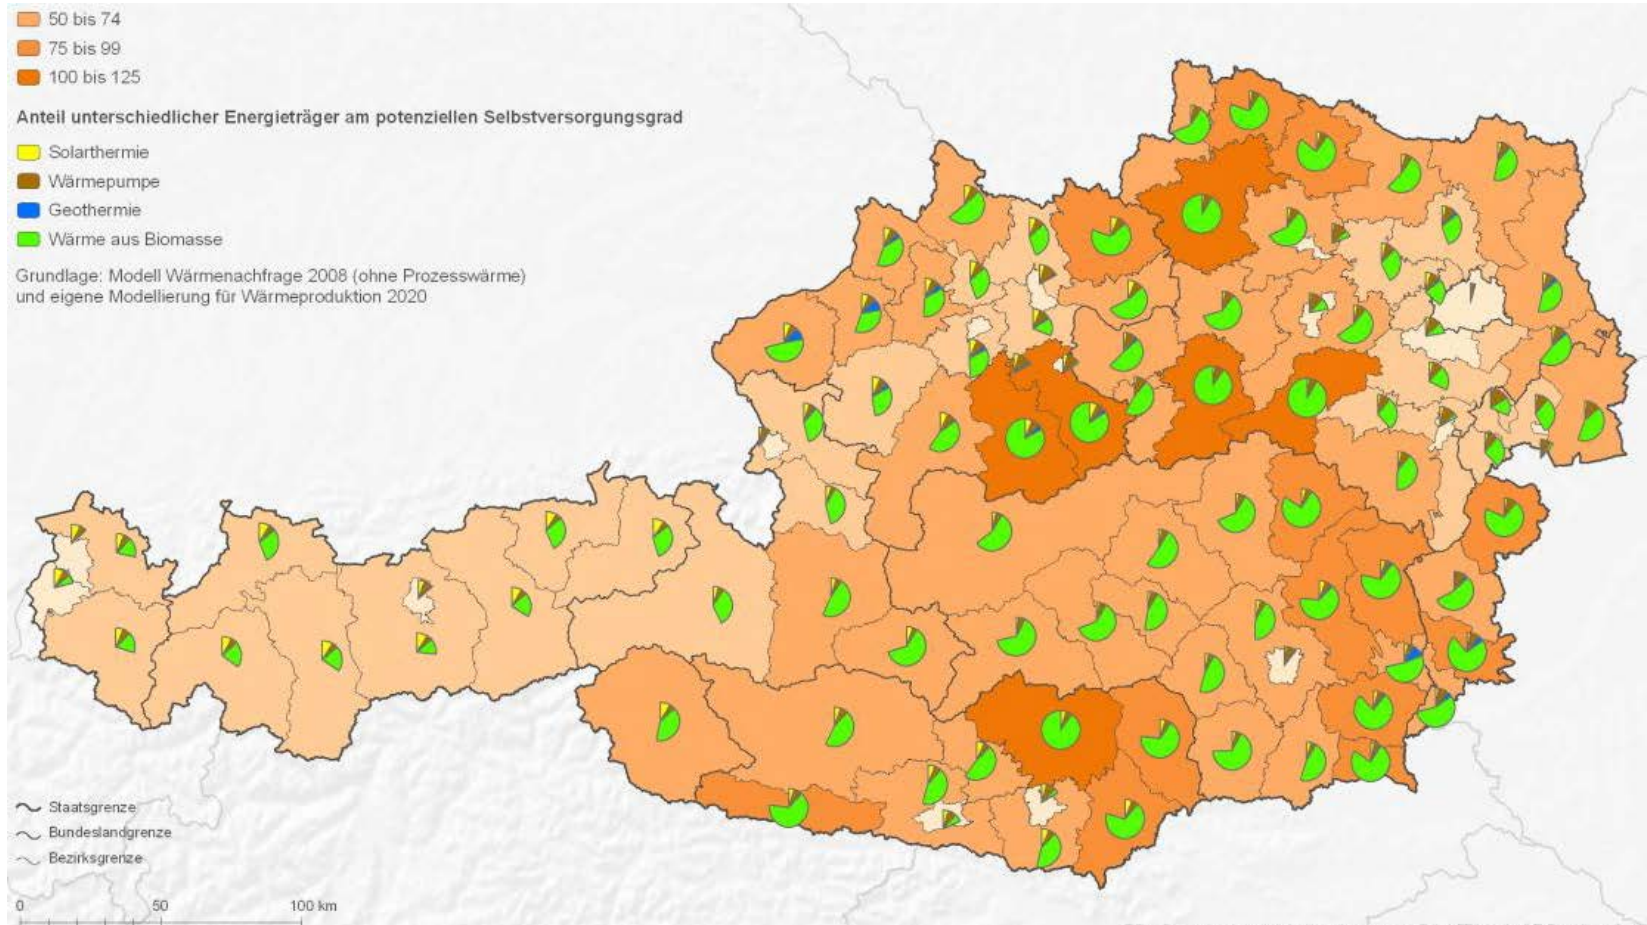 50 bis 74
75 bis 99
100 bis 125
Anteil unterschiedlicher Energieträger am potenziellen Selbstversorgungsgrad
Solarthermie
Wärmepumpe
Geothermie
Wärme aus Biomasse
Grundlage: Modell Wärmenachfrage 2008 (ohne Prozesswärme)
und eigene Modellierung für Wärmeproduktion 2020
Staatsgrenze
Bundeslandgrenze
Bezirksgrenze
0 50 100 km